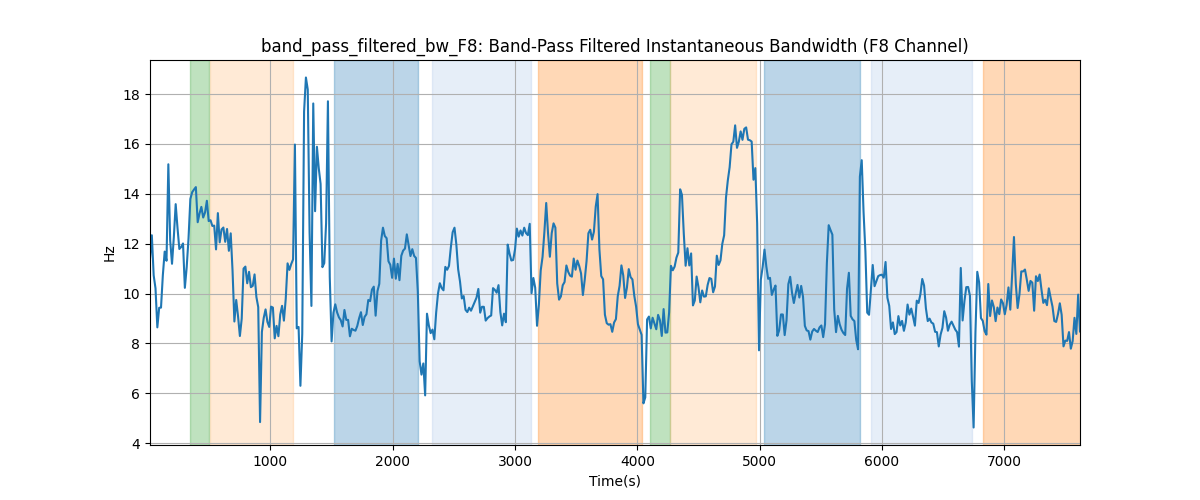 band_pass_filtered_bw_F8: Band-Pass Filtered Instantaneous Bandwidth (F8 Channel)
18
16
14
12
10
8
6
4
Hz
1000 2000 3000 4000 5000 6000 7000
Time(s)